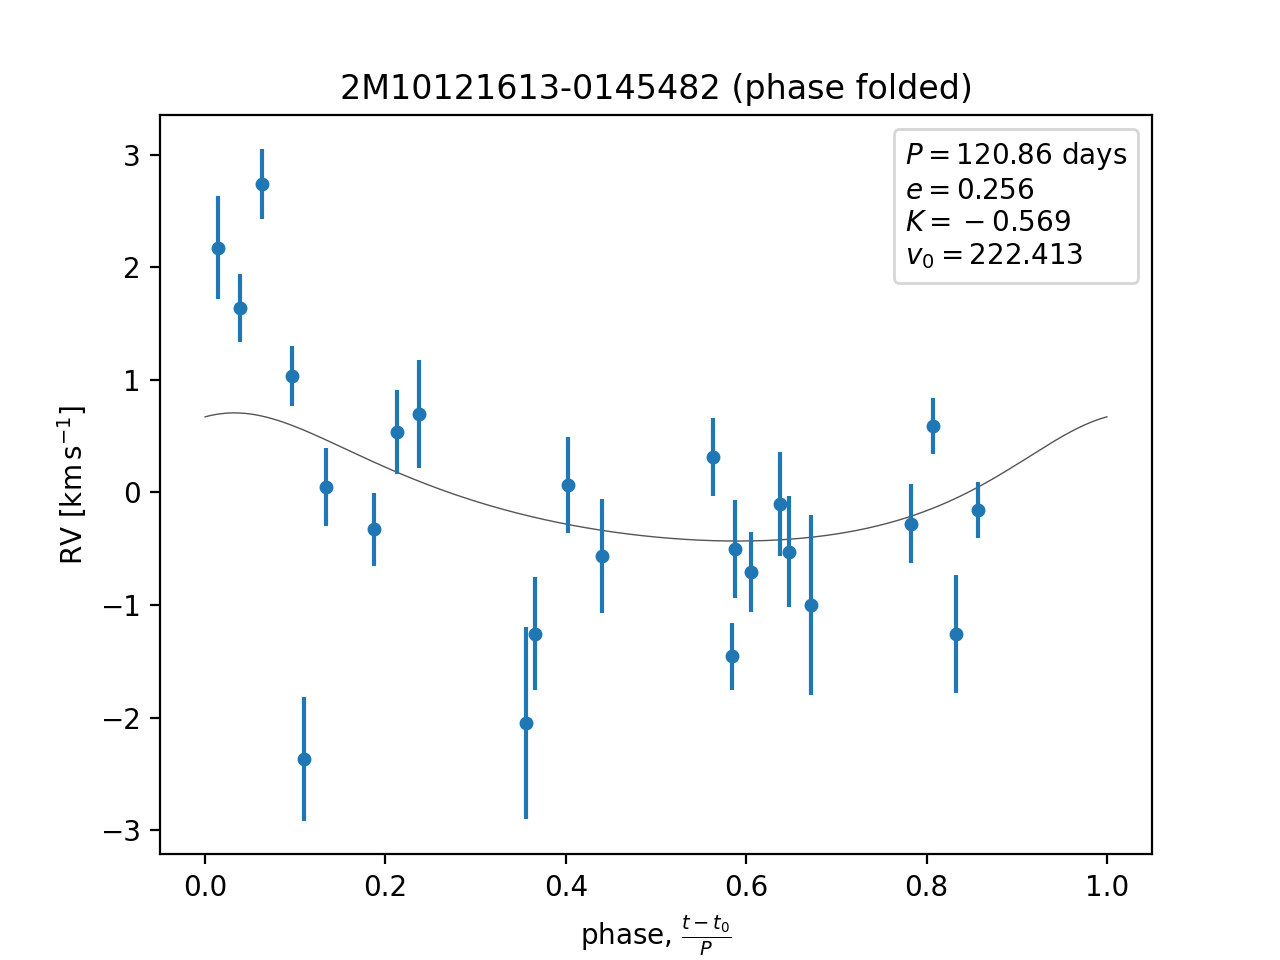 2M10121613-0145482 (phase folded)
P = 120.86 days
e = 0.256
K = −0.569
v₀ = 222.413
3
2
1
0
−1
−2
−3
RV [km s⁻¹]
0.0 0.2 0.4 0.6 0.8 1.0
phase, (t − t₀)/P